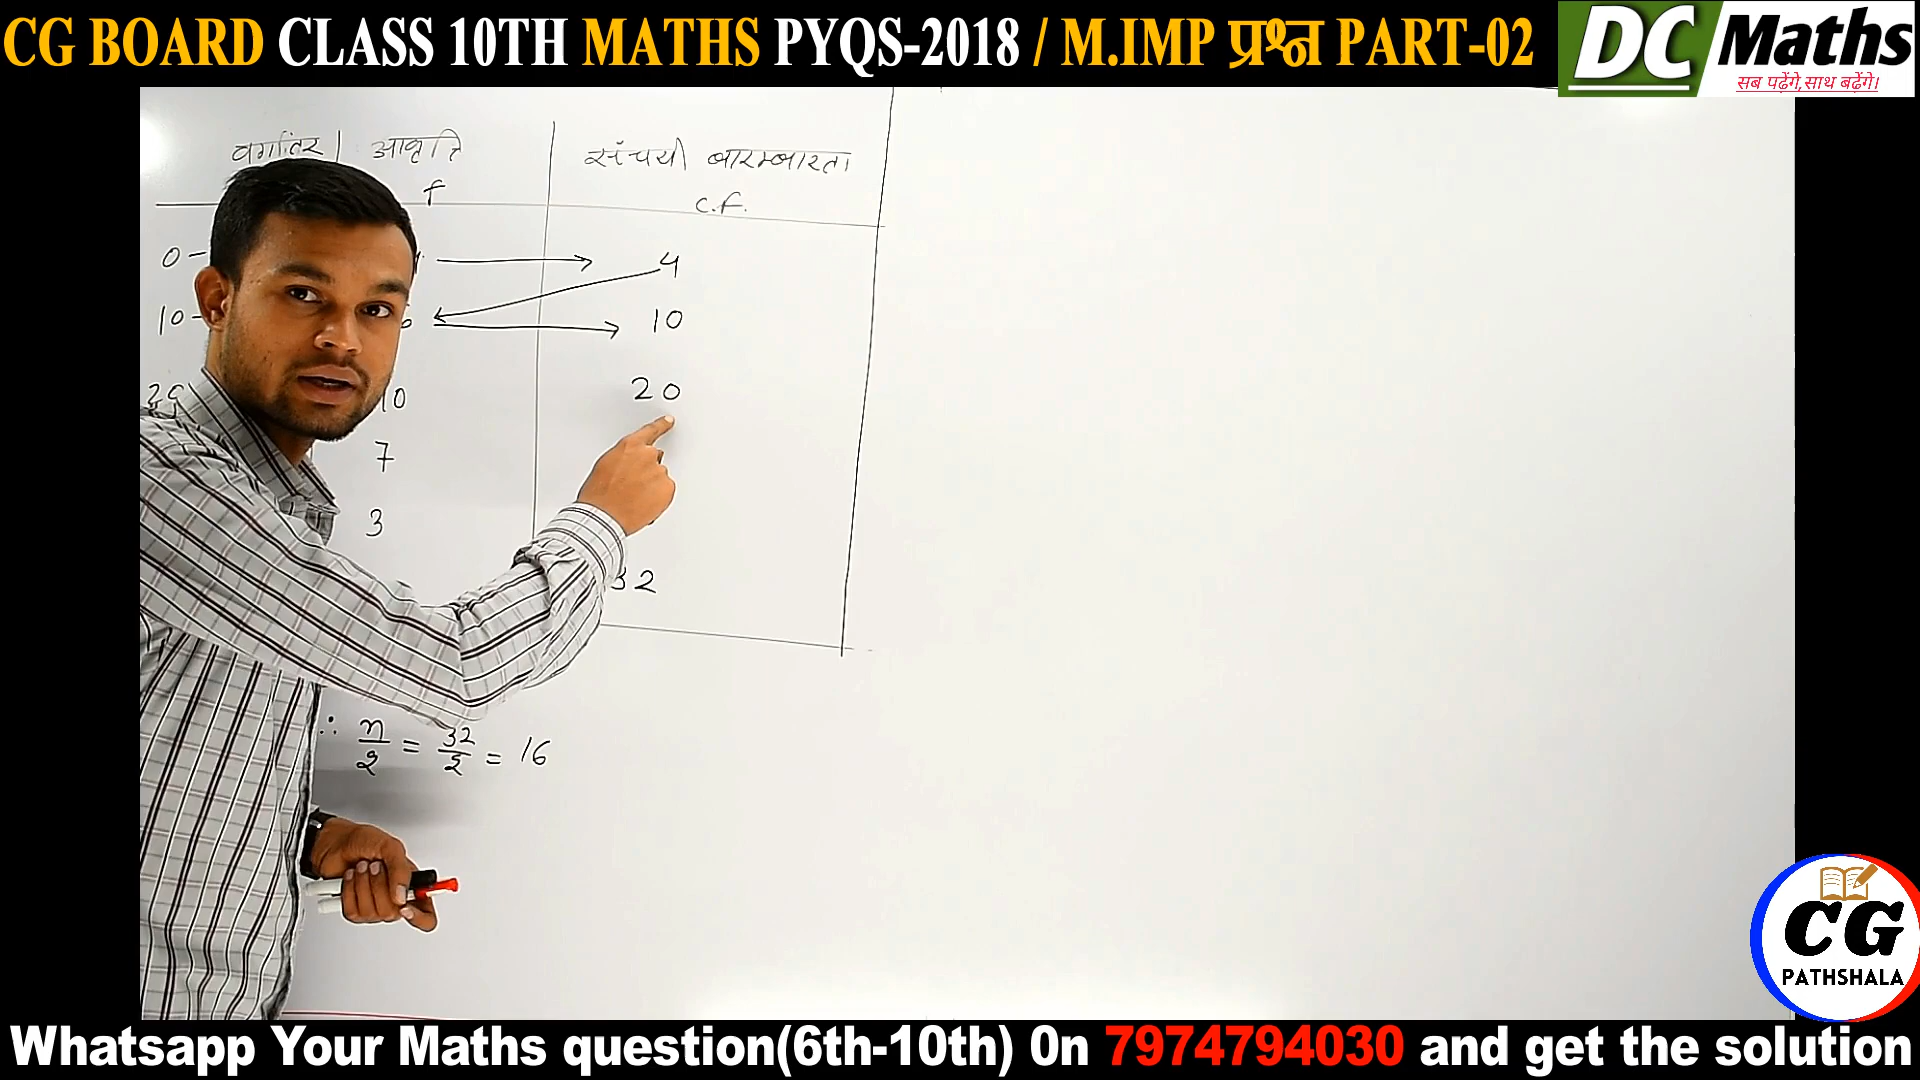 CG BOARD CLASS 10TH MATHS PYQS-2018 / M.IMP प्रश्न PART-02
DC Maths
सब पढ़ेंगे,साथ बढ़ेंगे।
वर्गांतर | आवृत्ति
संचयी बारम्बारता
f
c.f.
0 -
4
10 -
10
10
20
7
3
32
∴ n/2 = 32/2 = 16
CG
PATHSHALA
Whatsapp Your Maths question(6th-10th) 0n 7974794030 and get the solution